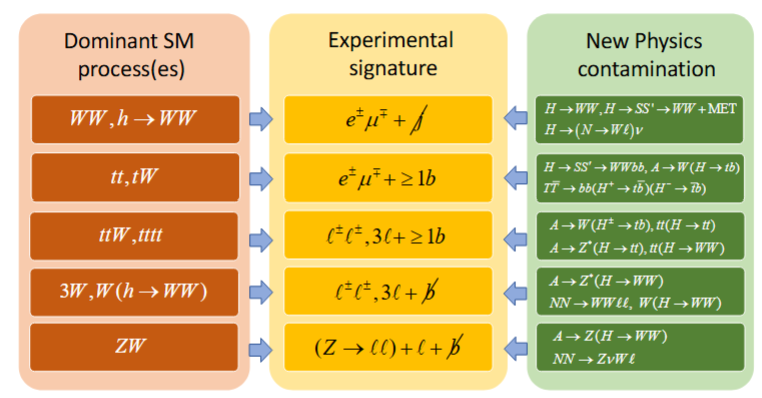 Dominant SM
process(es)
Experimental
signature
New Physics
contamination
WW, h → WW
e± μ∓ + j̸
H → WW, H → SS' → WW + MET
H → (N → Wℓ)ν
tt, tW
e± μ∓ + ≥ 1b
H → SS' → WWbb, A → W(H → tb)
TT̅ → bb(H⁺ → tb̅)(H⁻ → t̅b)
ttW, tttt
ℓ±ℓ±, 3ℓ + ≥ 1b
A → W(H± → tb), tt(H → tt)
A → Z*(H → tt), tt(H → WW)
3W, W(h → WW)
ℓ±ℓ±, 3ℓ + b̸
A → Z*(H → WW)
NN → WWℓℓ, W(H → WW)
ZW
(Z → ℓℓ) + ℓ + b̸
A → Z(H → WW)
NN → ZνWℓ